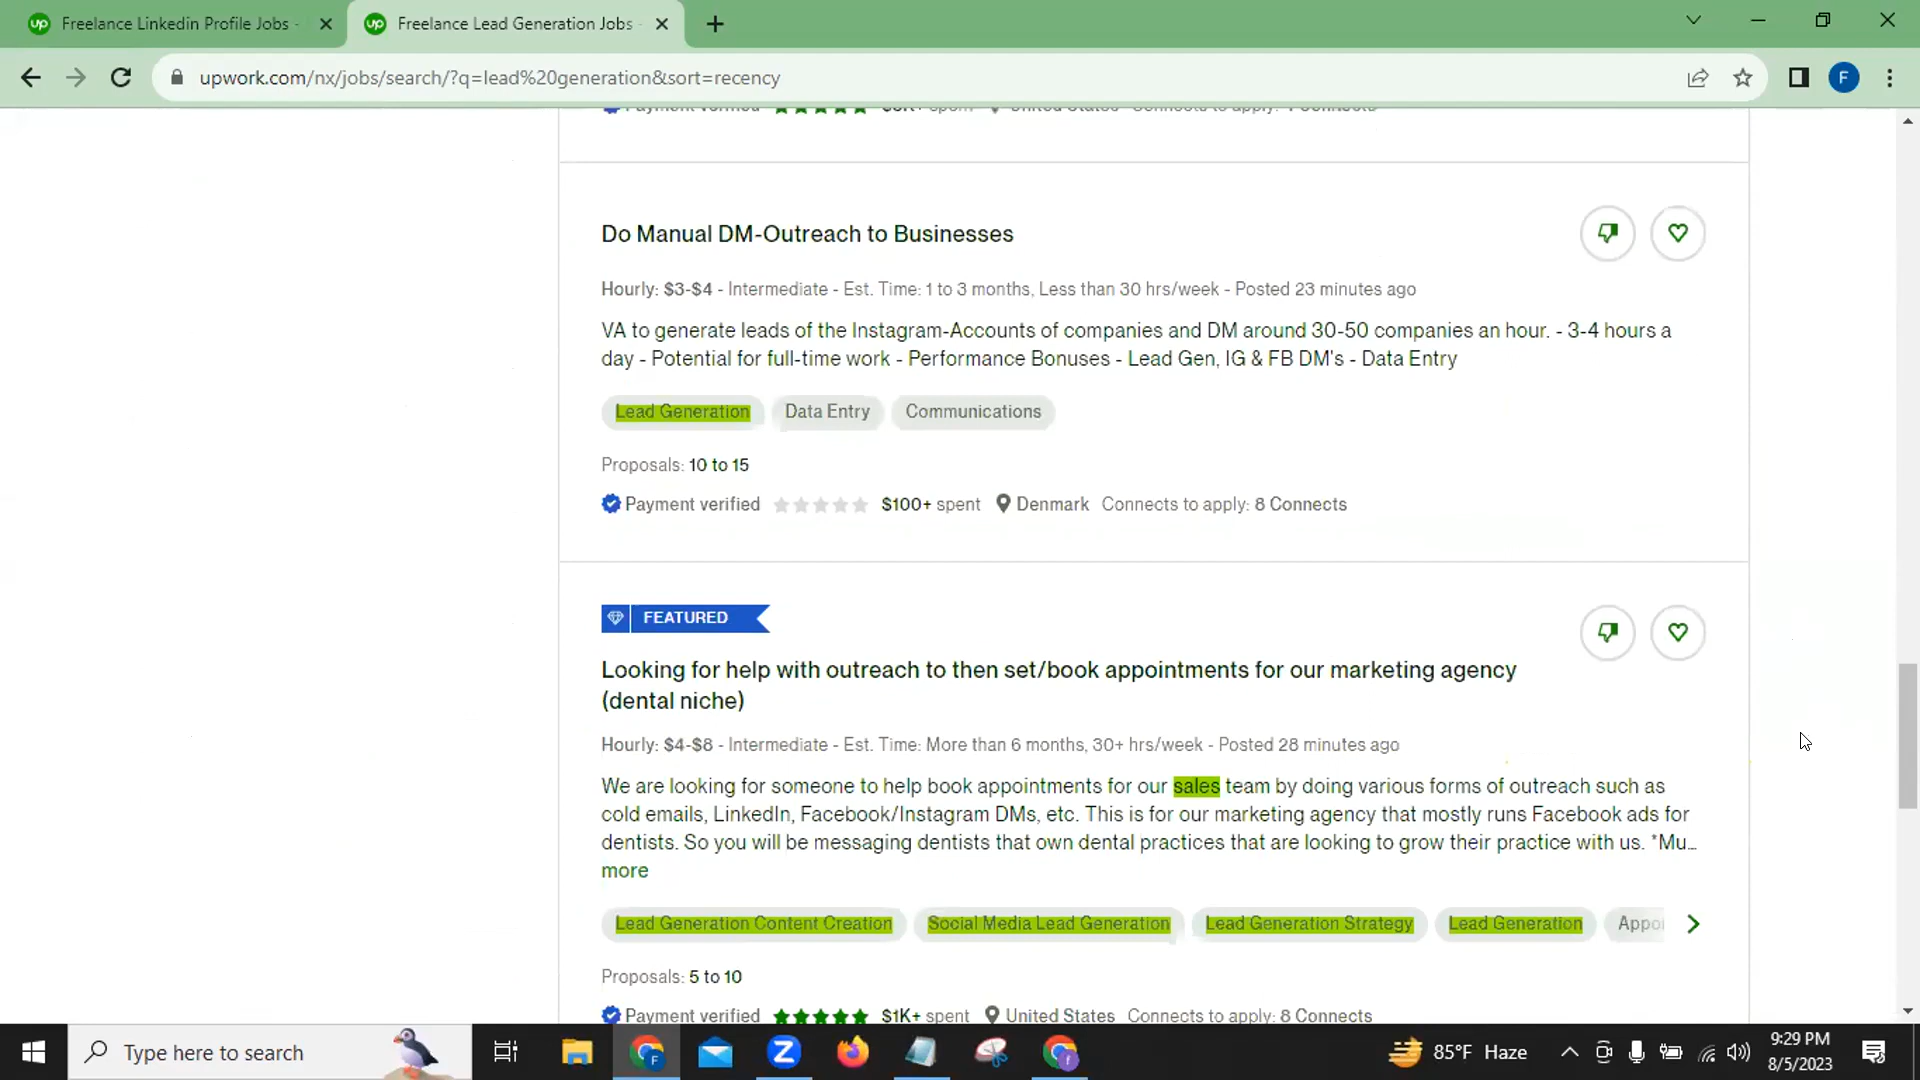 Freelance Linkedin Profile Jobs -
Freelance Lead Generation Jobs -
upwork.com/nx/jobs/search/?q=lead%20generation&sort=recency
F
Do Manual DM-Outreach to Businesses
Hourly: $3-$4 - Intermediate - Est. Time: 1 to 3 months, Less than 30 hrs/week - Posted 23 minutes ago
VA to generate leads of the Instagram-Accounts of companies and DM around 30-50 companies an hour. - 3-4 hours a
day - Potential for full-time work - Performance Bonuses - Lead Gen, IG & FB DM's - Data Entry
Lead Generation Data Entry Communications
Proposals: 10 to 15
Payment verified $100+ spent Denmark Connects to apply: 8 Connects
FEATURED
Looking for help with outreach to then set/book appointments for our marketing agency
(dental niche)
Hourly: $4-$8 - Intermediate - Est. Time: More than 6 months, 30+ hrs/week - Posted 28 minutes ago
We are looking for someone to help book appointments for our sales team by doing various forms of outreach such as
cold emails, LinkedIn, Facebook/Instagram DMs, etc. This is for our marketing agency that mostly runs Facebook ads for
dentists. So you will be messaging dentists that own dental practices that are looking to grow their practice with us. *Mu...
more
Lead Generation Content Creation Social Media Lead Generation Lead Generation Strategy Lead Generation Appoi
Proposals: 5 to 10
Payment verified $1K+ spent United States Connects to apply: 8 Connects
Type here to search
85°F Haze
9:29 PM
8/5/2023